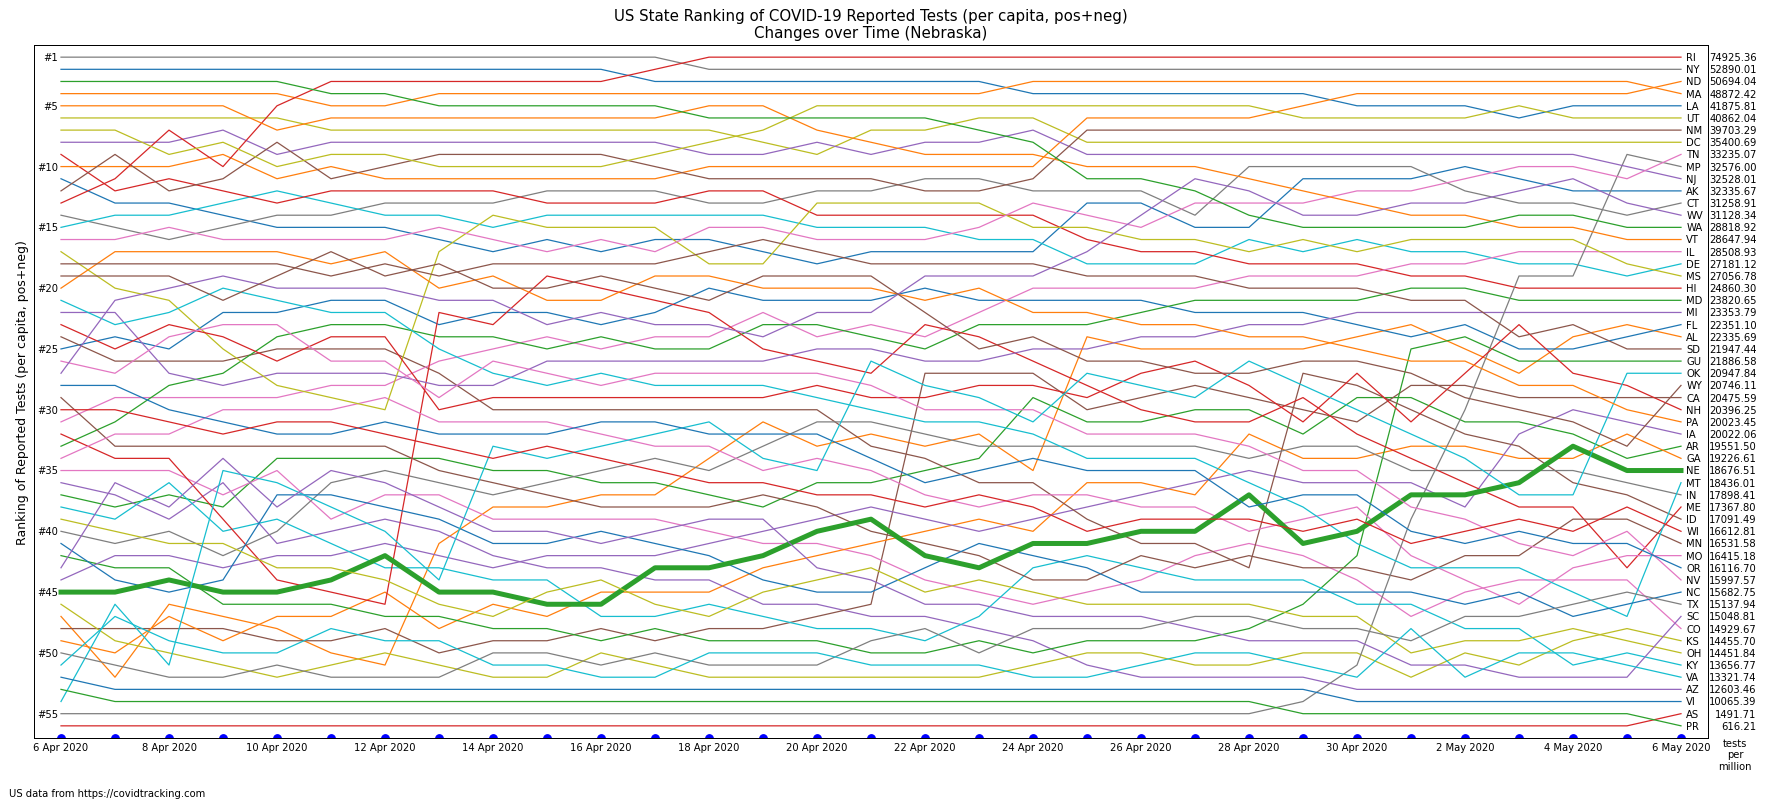 US State Ranking of COVID-19 Reported Tests (per capita, pos+neg)
Changes over Time (Nebraska)
Ranking of Reported Tests (per capita, pos+neg)
#1
#5
#10
#15
#20
#25
#30
#35
#40
#45
#50
#55
RI 74925.36
NY 52890.01
ND 50694.04
MA 48872.42
LA 41875.81
UT 40862.04
NM 39703.29
DC 35400.69
TN 33235.07
MP 32576.00
NJ 32528.01
AK 32335.67
CT 31258.91
WV 31128.34
WA 28818.92
VT 28647.94
IL 28508.93
DE 27181.12
MS 27056.78
HI 24860.30
MD 23820.65
MI 23353.79
FL 22351.10
AL 22335.69
SD 21947.44
GU 21886.58
OK 20947.84
WY 20746.11
CA 20475.59
NH 20396.25
PA 20023.45
IA 20022.06
AR 19551.50
GA 19226.61
NE 18676.51
MT 18436.01
IN 17898.41
ME 17367.80
ID 17091.49
WI 16612.81
MN 16531.58
MO 16415.18
OR 16116.70
NV 15997.57
NC 15682.75
TX 15137.94
SC 15048.81
CO 14929.67
KS 14455.70
OH 14451.84
KY 13656.77
VA 13321.74
AZ 12603.46
VI 10065.39
AS 1491.71
PR 616.21
6 Apr 2020 8 Apr 2020 10 Apr 2020 12 Apr 2020 14 Apr 2020 16 Apr 2020 18 Apr 2020 20 Apr 2020 22 Apr 2020 24 Apr 2020 26 Apr 2020 28 Apr 2020 30 Apr 2020 2 May 2020 4 May 2020 6 May 2020
tests
per
million
US data from https://covidtracking.com